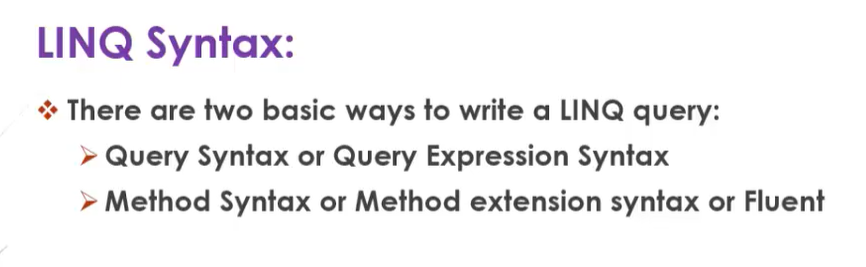 LINQ Syntax:
There are two basic ways to write a LINQ query:
Query Syntax or Query Expression Syntax
Method Syntax or Method extension syntax or Fluent